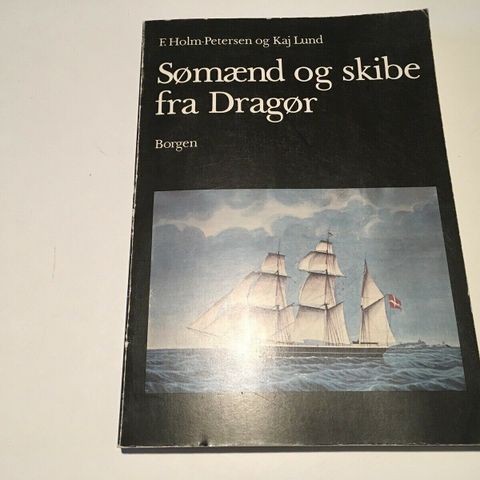 F. Holm-Petersen og Kaj Lund
Sømænd og skibe
fra Dragør
Borgen